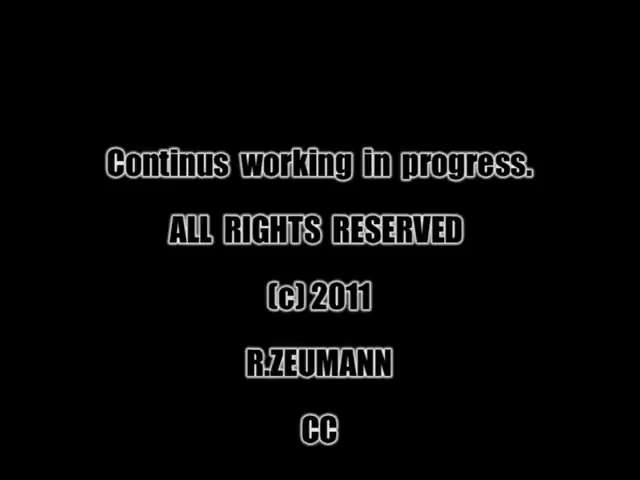 Continus working in progress.
ALL RIGHTS RESERVED
(c) 2011
R.ZEUMANN
CC